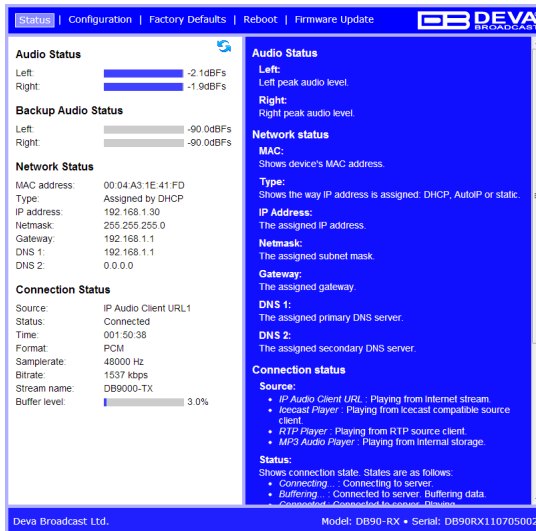 Status | Configuration | Factory Defaults | Reboot | Firmware Update
DEVA
BROADCAST
Audio Status
Left: -2.1dBFs
Right: -1.9dBFs
Backup Audio Status
Left: -90.0dBFs
Right: -90.0dBFs
Network Status
MAC address: 00:04:A3:1E:41:FD
Type: Assigned by DHCP
IP address: 192.168.1.30
Netmask: 255.255.255.0
Gateway: 192.168.1.1
DNS 1: 192.168.1.1
DNS 2: 0.0.0.0
Connection Status
Source: IP Audio Client URL1
Status: Connected
Time: 001:50:38
Format: PCM
Samplerate: 48000 Hz
Bitrate: 1537 kbps
Stream name: DB9000-TX
Buffer level: 3.0%
Audio Status
Left:
Left peak audio level.
Right:
Right peak audio level.
Network status
MAC:
Shows device's MAC address.
Type:
Shows the way IP address is assigned: DHCP, AutoIP or static.
IP Address:
The assigned IP address.
Netmask:
The assigned subnet mask.
Gateway:
The assigned gateway.
DNS 1:
The assigned primary DNS server.
DNS 2:
The assigned secondary DNS server.
Connection status
Source:
• IP Audio Client URL : Playing from Internet stream.
• Icecast Player : Playing from Icecast compatible source
client.
• RTP Player : Playing from RTP source client.
• MP3 Audio Player : Playing from Internal storage.
Status:
Shows connection state. States are as follows:
• Connecting... : Connecting to server.
• Buffering... : Connected to server. Buffering data.
• Connected : Connected to server. Playing
Deva Broadcast Ltd.
Model: DB90-RX • Serial: DB90RX110705002